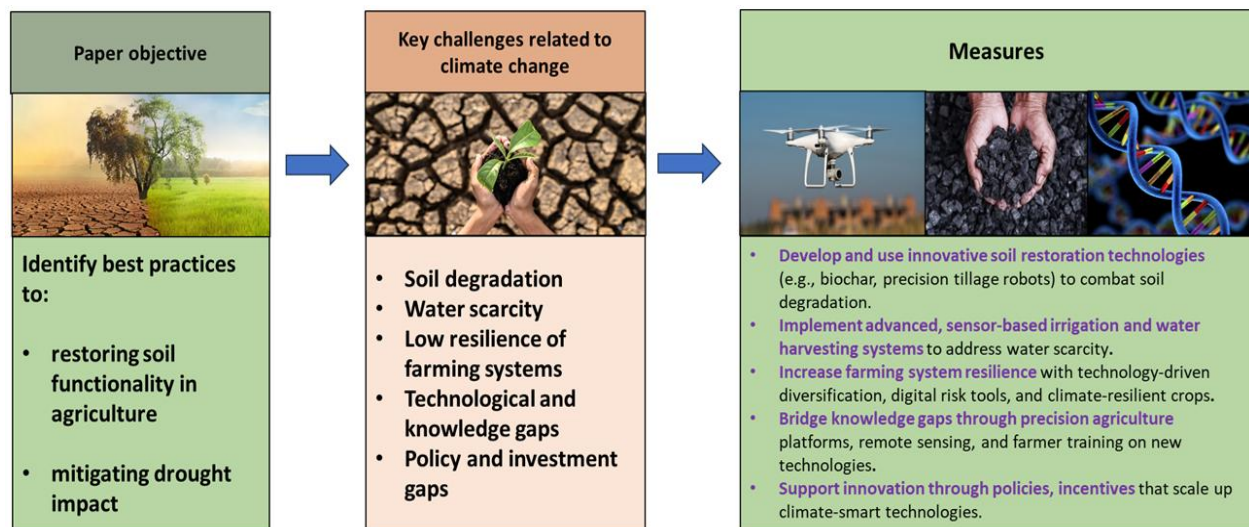 Paper objective
Identify best practices
to:
• restoring soil
functionality in
agriculture
• mitigating drought
impact
Key challenges related to
climate change
• Soil degradation
• Water scarcity
• Low resilience of
farming systems
• Technological and
knowledge gaps
• Policy and investment
gaps
Measures
• Develop and use innovative soil restoration technologies
(e.g., biochar, precision tillage robots) to combat soil
degradation.
• Implement advanced, sensor-based irrigation and water
harvesting systems to address water scarcity.
• Increase farming system resilience with technology-driven
diversification, digital risk tools, and climate-resilient crops.
• Bridge knowledge gaps through precision agriculture
platforms, remote sensing, and farmer training on new
technologies.
• Support innovation through policies, incentives that scale up
climate-smart technologies.